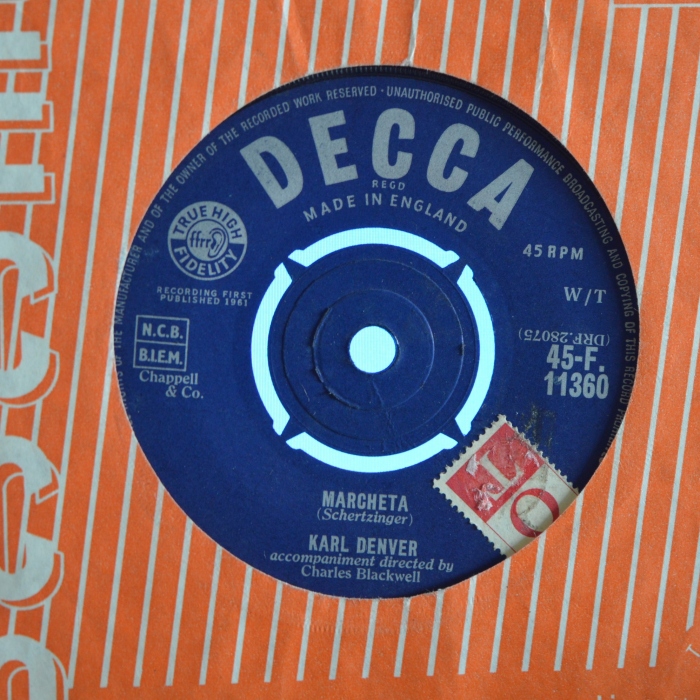 OF THE MANUFACTURER AND OF THE OWNER OF THE RECORDED WORK RESERVED · UNAUTHORISED PUBLIC PERFORMANCE BROADCASTING AND COPYING OF THIS RECORD
DECCA
REGD
MADE IN ENGLAND
TRUE HIGH
ffrr
FIDELITY
45 RPM
RECORDING FIRST
PUBLISHED 1961
W/T
N.C.B.
B.I.E.M.
(DRF.28075)
45-F.
11360
Chappell
& Co.
MARCHETA
(Schertzinger)
KARL DENVER
accompaniment directed by
Charles Blackwell